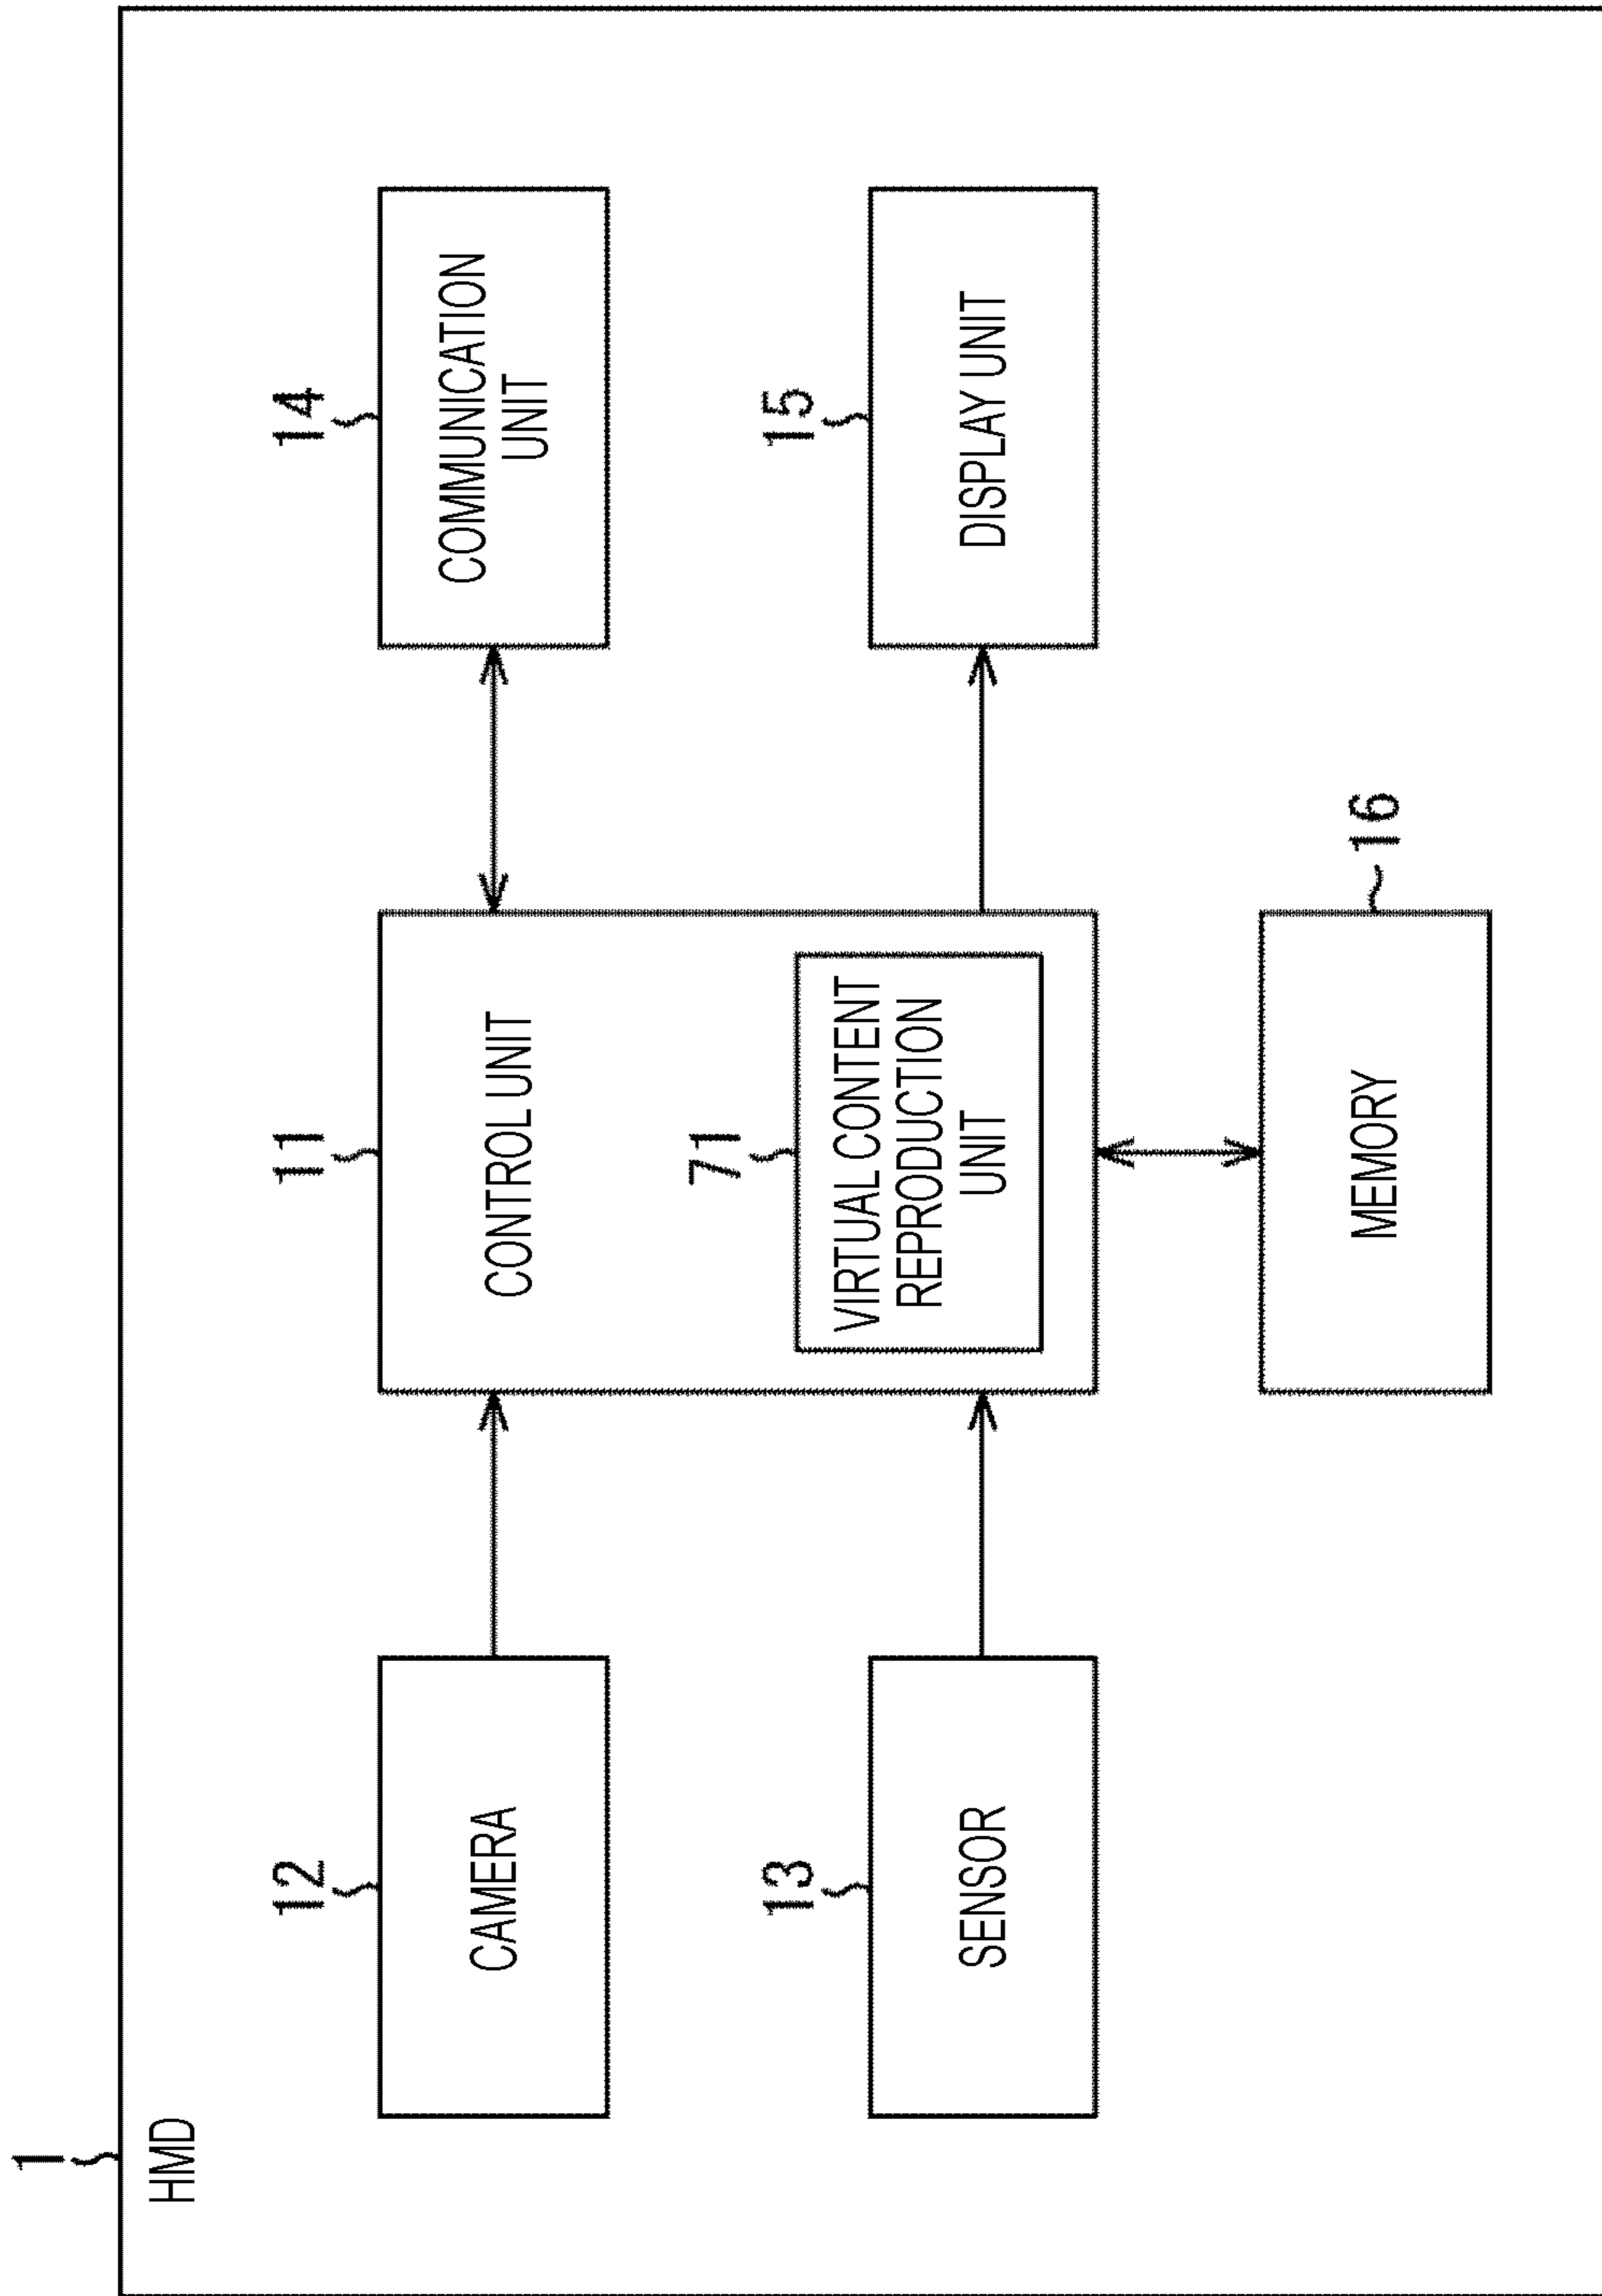 1
HMD
12
CAMERA
11
CONTROL UNIT
14
COMMUNICATION
UNIT
13
SENSOR
71
VIRTUAL CONTENT
REPRODUCTION
UNIT
15
DISPLAY UNIT
MEMORY
16